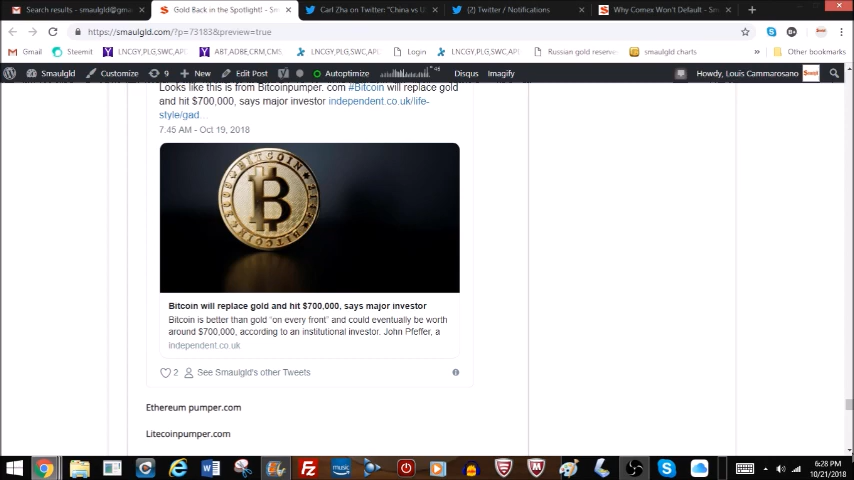 Search results - smaulgld@gma
Gold Back in the Spotlight! - Sm
Carl Zha on Twitter: "China vs U
(2) Twitter / Notifications
Why Comex Won't Default - Sm
https://smaulgld.com/?p=73183&preview=true
Gmail
Steemit
LNCGY,PLG,SWC,APP
ABT,ADBE,CRM,CMS
LNCGY,PLG,SWC,APP
Login
LNCGY,PLG,SWC,APP
Russian gold reserve
smaulgld charts
Other bookmarks
Smaulgld
Customize
9
New
Edit Post
Autoptimize
Disqus
Imagify
Howdy, Louis Cammarosano
Looks like this is from Bitcoinpumper. com #Bitcoin will replace gold
and hit $700,000, says major investor independent.co.uk/life-
style/gad...
7:45 AM - Oct 19, 2018
BITCOIN
Bitcoin will replace gold and hit $700,000, says major investor
Bitcoin is better than gold "on every front" and could eventually be worth
around $700,000, according to an institutional investor. John Pfeffer, a
independent.co.uk
2 See Smaulgld's other Tweets
Ethereum pumper.com
Litecoinpumper.com
6:28 PM
10/21/2018